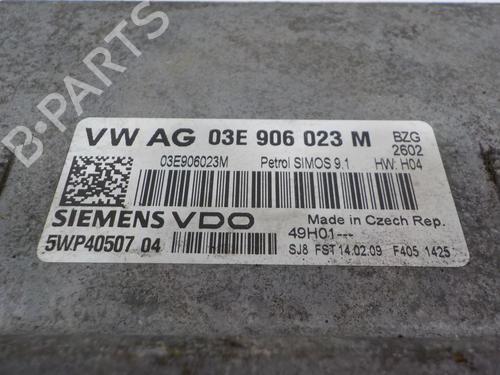 VW AG 03E 906 023 M
BZG
2602
03E906023M Petrol SIMOS 9.1 HW: H04
SIEMENS VDO
Made in Czech Rep.
5WP40507 04
49H01---
SJ8 FST 14.02.09 F405 1425
B-PARTS